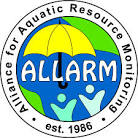 Alliance for Aquatic Resource Monitoring
ALLARM
• est. 1986 •